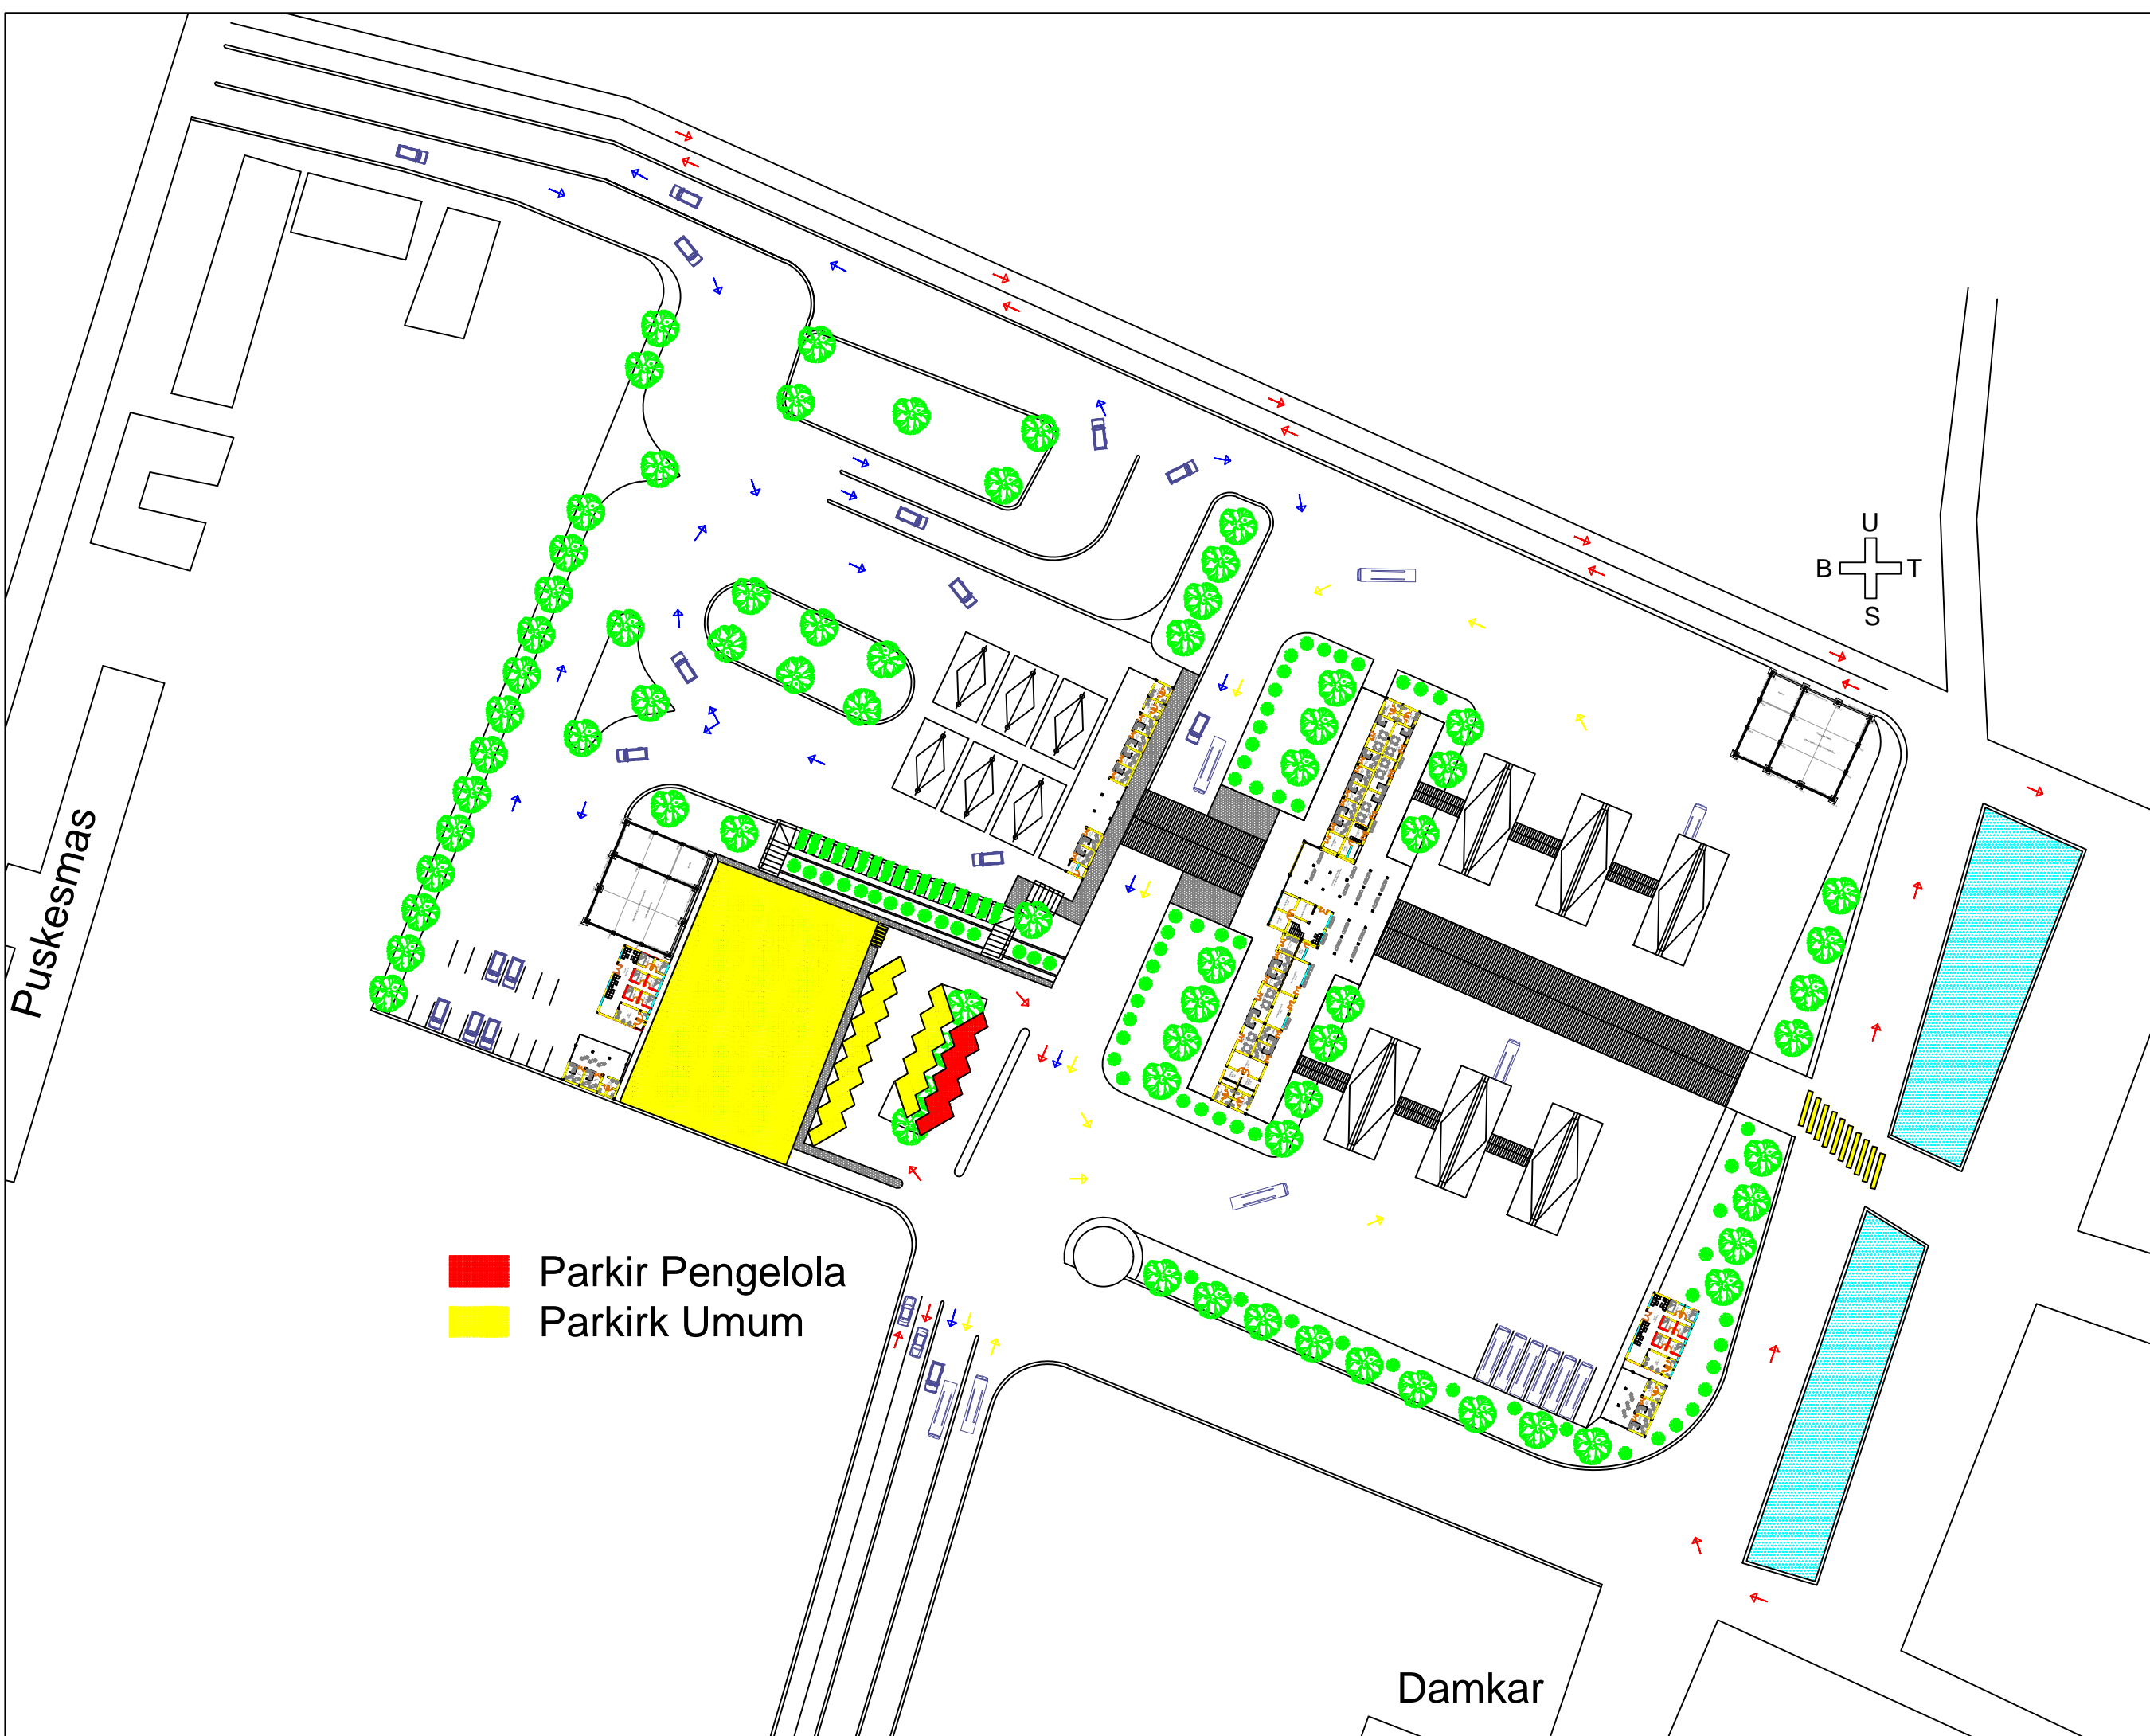 U
B T
S
Puskesmas
Parkir Pengelola
Parkirk Umum
Damkar